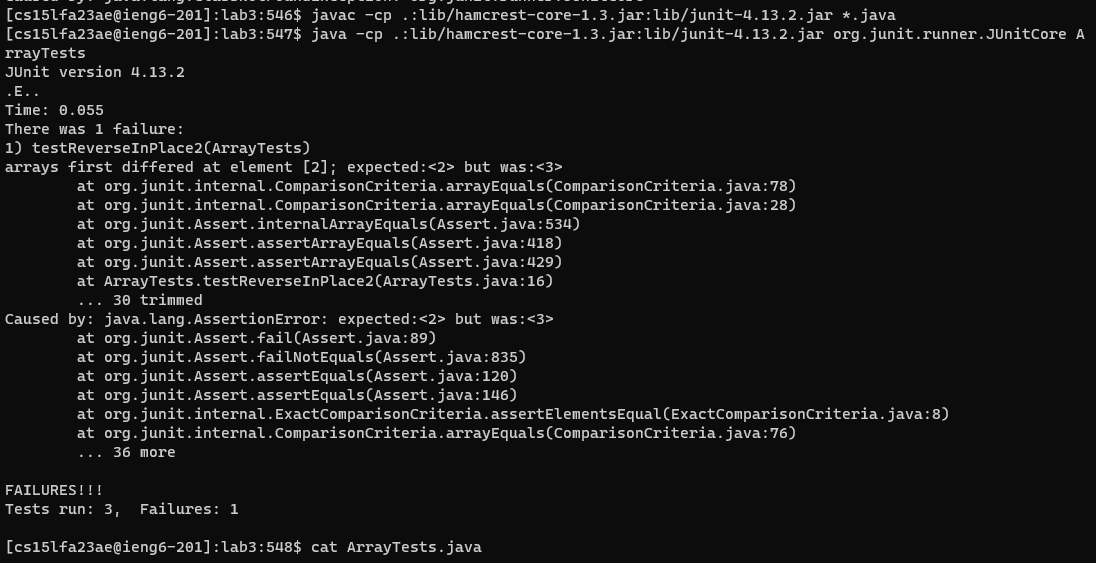 [cs15lfa23ae@ieng6-201]:lab3:546$ javac -cp .:lib/hamcrest-core-1.3.jar:lib/junit-4.13.2.jar *.java
[cs15lfa23ae@ieng6-201]:lab3:547$ java -cp .:lib/hamcrest-core-1.3.jar:lib/junit-4.13.2.jar org.junit.runner.JUnitCore A
rrayTests
JUnit version 4.13.2
.E..
Time: 0.055
There was 1 failure:
1) testReverseInPlace2(ArrayTests)
arrays first differed at element [2]; expected:<2> but was:<3>
        at org.junit.internal.ComparisonCriteria.arrayEquals(ComparisonCriteria.java:78)
        at org.junit.internal.ComparisonCriteria.arrayEquals(ComparisonCriteria.java:28)
        at org.junit.Assert.internalArrayEquals(Assert.java:534)
        at org.junit.Assert.assertArrayEquals(Assert.java:418)
        at org.junit.Assert.assertArrayEquals(Assert.java:429)
        at ArrayTests.testReverseInPlace2(ArrayTests.java:16)
        ... 30 trimmed
Caused by: java.lang.AssertionError: expected:<2> but was:<3>
        at org.junit.Assert.fail(Assert.java:89)
        at org.junit.Assert.failNotEquals(Assert.java:835)
        at org.junit.Assert.assertEquals(Assert.java:120)
        at org.junit.Assert.assertEquals(Assert.java:146)
        at org.junit.internal.ExactComparisonCriteria.assertElementsEqual(ExactComparisonCriteria.java:8)
        at org.junit.internal.ComparisonCriteria.arrayEquals(ComparisonCriteria.java:76)
        ... 36 more

FAILURES!!!
Tests run: 3,  Failures: 1

[cs15lfa23ae@ieng6-201]:lab3:548$ cat ArrayTests.java